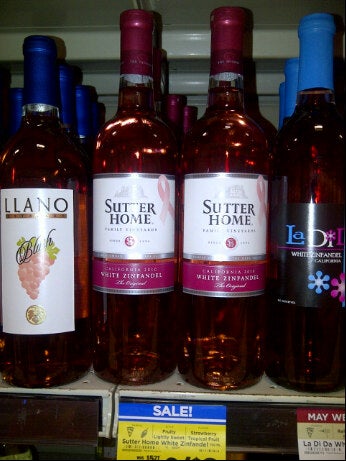 LLANO
Blush
SUTTER
HOME
FAMILY VINEYARDS
CALIFORNIA 2010
WHITE ZINFANDEL
The Original
SUTTER
HOME
FAMILY VINEYARDS
CALIFORNIA 2010
WHITE ZINFANDEL
The Original
La Di D
WHITE ZINFANDEL
CALIFORNIA
SALE!
Fruity Strawberry
Lightly Sweet Tropical Fruit
Sutter Home White Zinfandel
MAY WE
La Di Da Wh